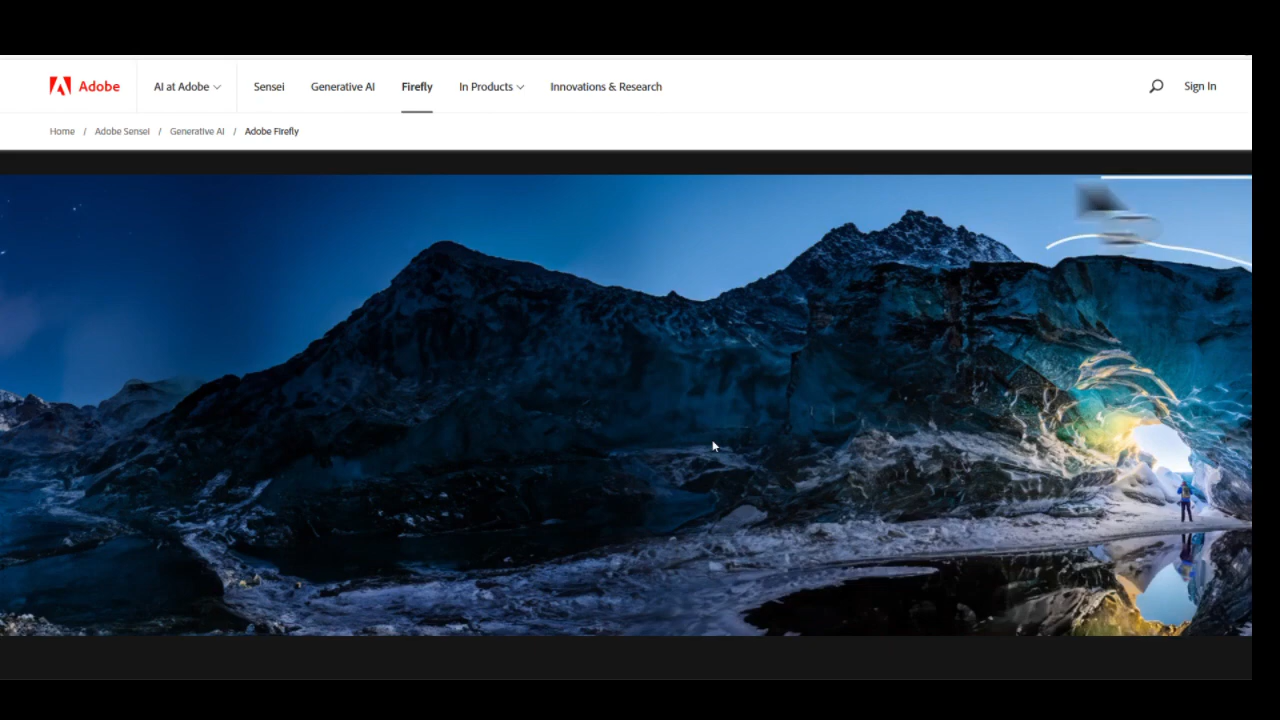 Adobe AI at Adobe Sensei Generative AI Firefly In Products Innovations & Research Sign In
Home / Adobe Sensei / Generative AI / Adobe Firefly